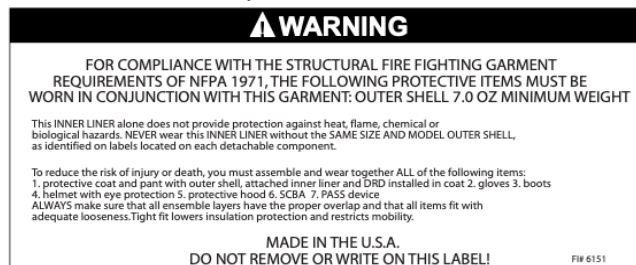 WARNING
FOR COMPLIANCE WITH THE STRUCTURAL FIRE FIGHTING GARMENT
REQUIREMENTS OF NFPA 1971, THE FOLLOWING PROTECTIVE ITEMS MUST BE
WORN IN CONJUNCTION WITH THIS GARMENT: OUTER SHELL 7.0 OZ MINIMUM WEIGHT
This INNER LINER alone does not provide protection against heat, flame, chemical or
biological hazards. NEVER wear this INNER LINER without the SAME SIZE AND MODEL OUTER SHELL,
as identified on labels located on each detachable component.
To reduce the risk of injury or death, you must assemble and wear together ALL of the following items:
1. protective coat and pant with outer shell, attached inner liner and DRD installed in coat 2. gloves 3. boots
4. helmet with eye protection 5. protective hood 6. SCBA 7. PASS device
ALWAYS make sure that all ensemble layers have the proper overlap and that all items fit with
adequate looseness.Tight fit lowers insulation protection and restricts mobility.
MADE IN THE U.S.A.
DO NOT REMOVE OR WRITE ON THIS LABEL!
FI# 6151